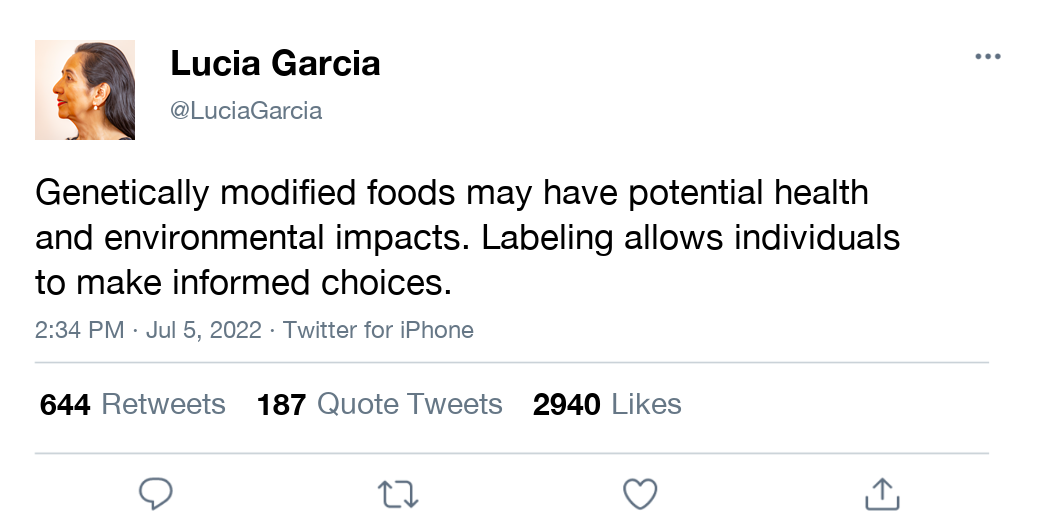 Lucia Garcia
@LuciaGarcia
Genetically modified foods may have potential health
and environmental impacts. Labeling allows individuals
to make informed choices.
2:34 PM · Jul 5, 2022 · Twitter for iPhone
644 Retweets 187 Quote Tweets 2940 Likes